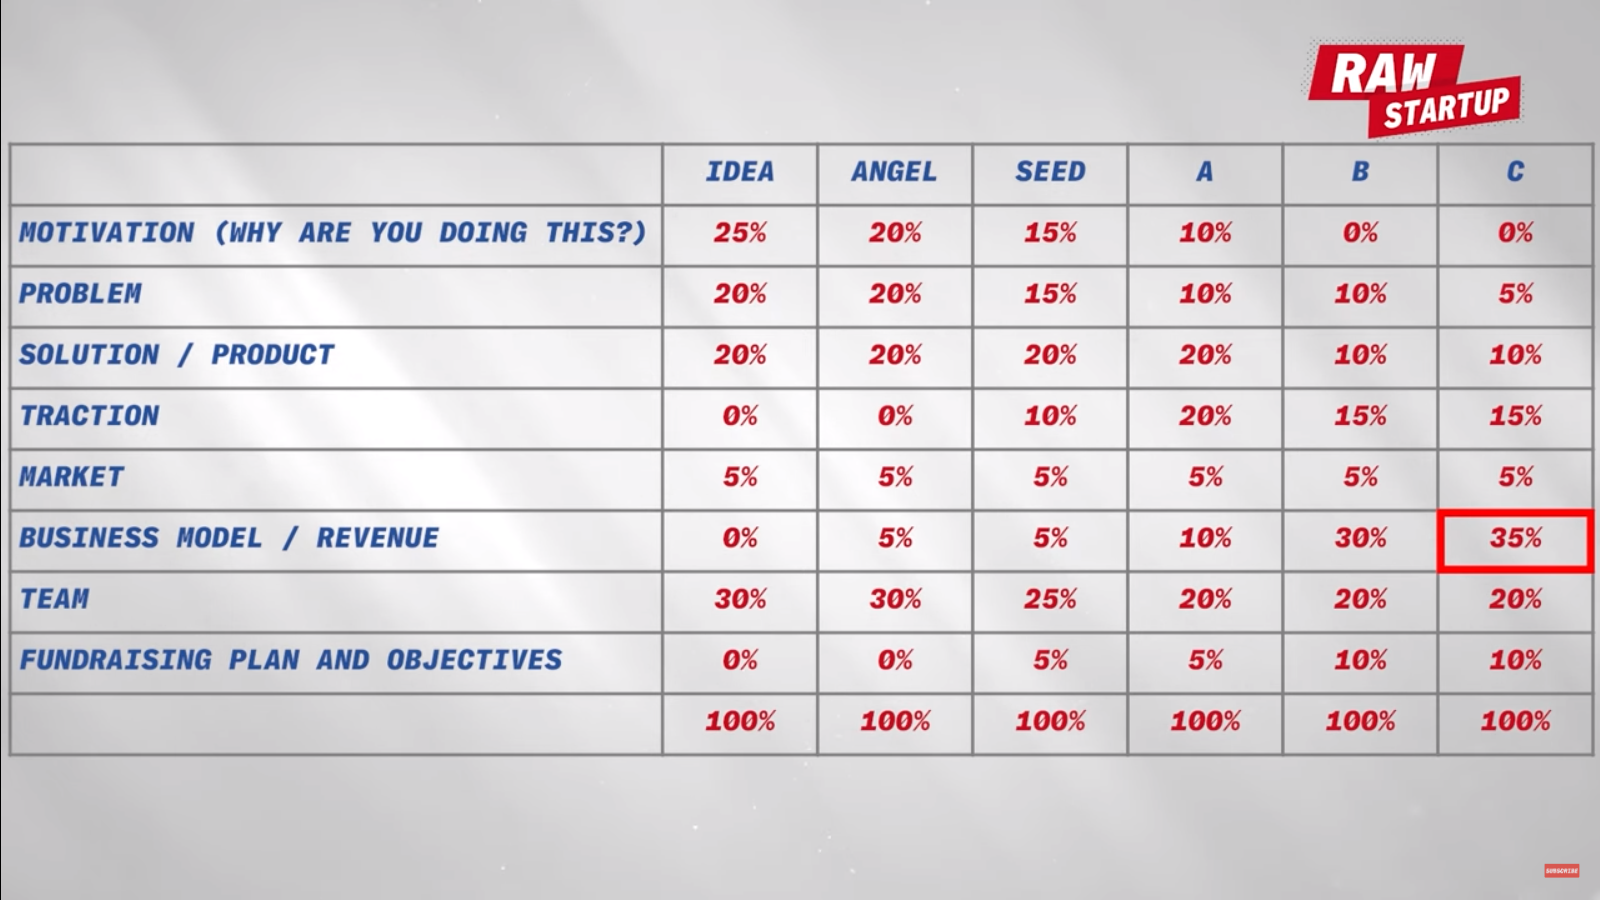 RAW
STARTUP
IDEA ANGEL SEED A B C
MOTIVATION (WHY ARE YOU DOING THIS?) 25% 20% 15% 10% 0% 0%
PROBLEM 20% 20% 15% 10% 10% 5%
SOLUTION / PRODUCT 20% 20% 20% 20% 10% 10%
TRACTION 0% 0% 10% 20% 15% 15%
MARKET 5% 5% 5% 5% 5% 5%
BUSINESS MODEL / REVENUE 0% 5% 5% 10% 30% 35%
TEAM 30% 30% 25% 20% 20% 20%
FUNDRAISING PLAN AND OBJECTIVES 0% 0% 5% 5% 10% 10%
100% 100% 100% 100% 100% 100%
SUBSCRIBE